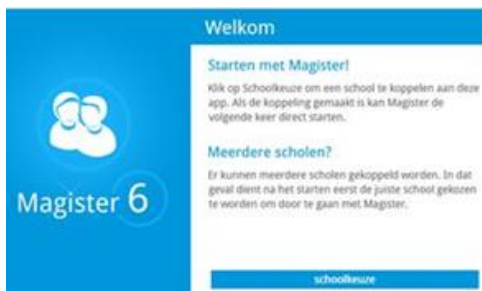 Welkom
Starten met Magister!
Klik op Schoolkeuze om een school te koppelen aan deze
app. Als de koppeling gemaakt is kan Magister de
volgende keer direct starten.
Meerdere scholen?
Er kunnen meerdere scholen gekoppeld worden. In dat
geval dient na het starten eerst de juiste school gekozen
te worden om door te gaan met Magister.
Magister 6
schoolkeuze